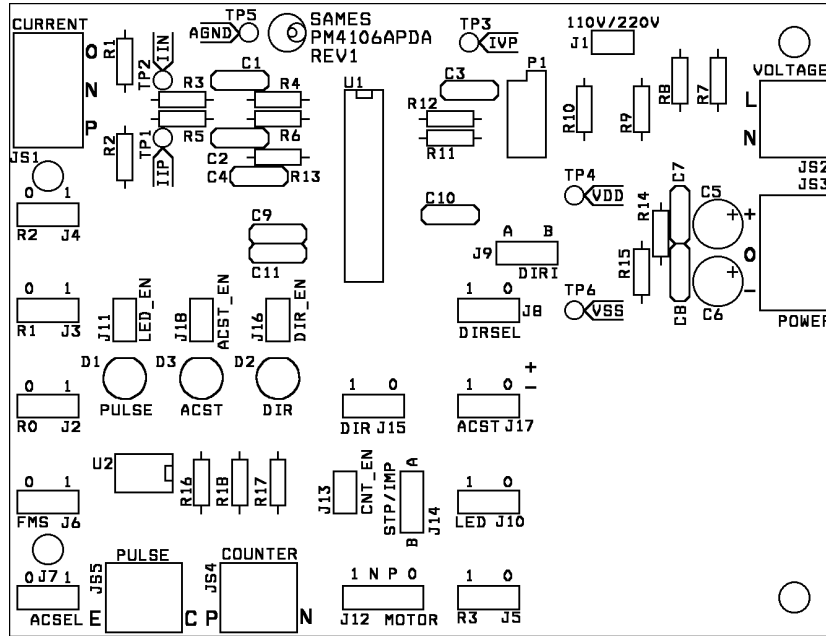 CURRENT
O
N
P
JS1
R1
IIN
TP2
TP5
AGND
SAMES
PM4106APDA
REV1
TP3
IVP
110V/220V
J1
VOLTAGE
L
N
JS2
C1
R3
R4
R5
R6
C2
C4
R13
R2
TP1
IIP
U1
C3
R12
R11
P1
R10
R9
R8
R7
0 1
R2 J4
C9
C11
C10
TP4
VDD
R14
R15
C7
C8
C5
+
+
C6
JS3
+
O
-
POWER
A B
J9
DIRI
TP6
VSS
0 1
R1 J3
J11
LED_EN
J18
ACST_EN
J16
DIR_EN
1 0
J8
DIRSEL
D1
PULSE
D3
ACST
D2
DIR
0 1
R0 J2
1 0
DIR J15
+
-
1 0
ACST J17
U2
R16
R18
R17
J13
CNT_EN
STP/IMP
A
B
J14
0 1
FMS J6
1 0
LED J10
J7
0 1
ACSEL
PULSE
JS5
E C
COUNTER
JS4
P N
1 N P 0
J12 MOTOR
1 0
R3 J5